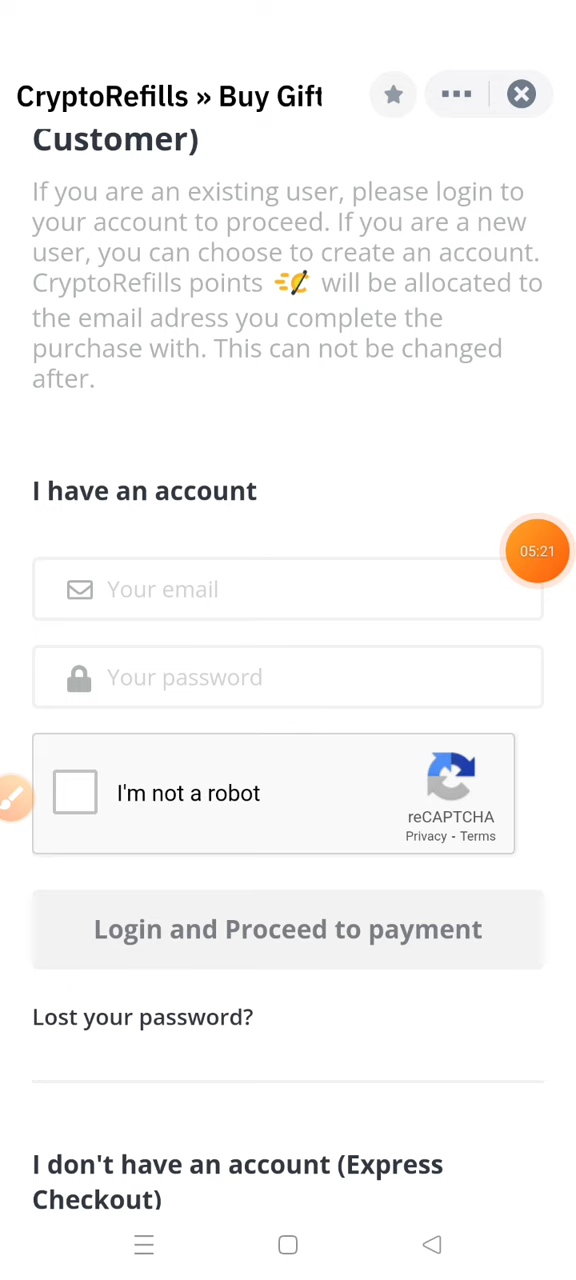 CryptoRefills » Buy Gift
Customer)
If you are an existing user, please login to
your account to proceed. If you are a new
user, you can choose to create an account.
CryptoRefills points will be allocated to
the email adress you complete the
purchase with. This can not be changed
after.
I have an account
05:21
Your email
Your password
I'm not a robot
reCAPTCHA
Privacy - Terms
Login and Proceed to payment
Lost your password?
I don't have an account (Express
Checkout)